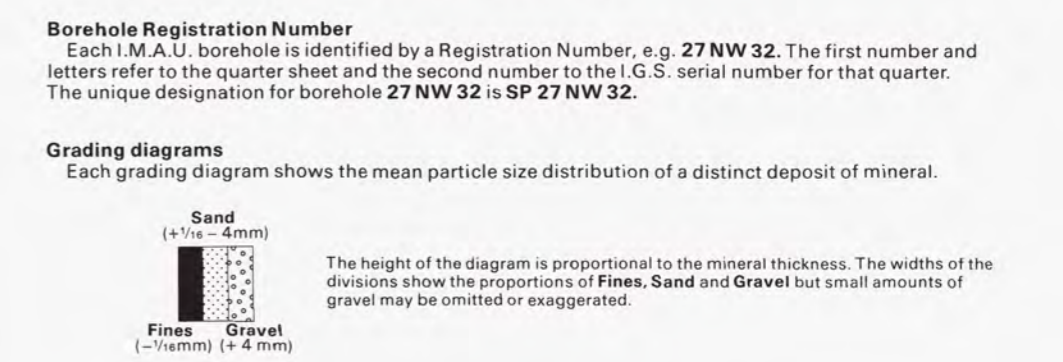 Borehole Registration Number
Each I.M.A.U. borehole is identified by a Registration Number, e.g. 27 NW 32. The first number and
letters refer to the quarter sheet and the second number to the I.G.S. serial number for that quarter.
The unique designation for borehole 27 NW 32 is SP 27 NW 32.
Grading diagrams
Each grading diagram shows the mean particle size distribution of a distinct deposit of mineral.
Sand
(+1/16 – 4mm)
The height of the diagram is proportional to the mineral thickness. The widths of the
divisions show the proportions of Fines, Sand and Gravel but small amounts of
gravel may be omitted or exaggerated.
Fines Gravel
(−1/16mm) (+ 4 mm)